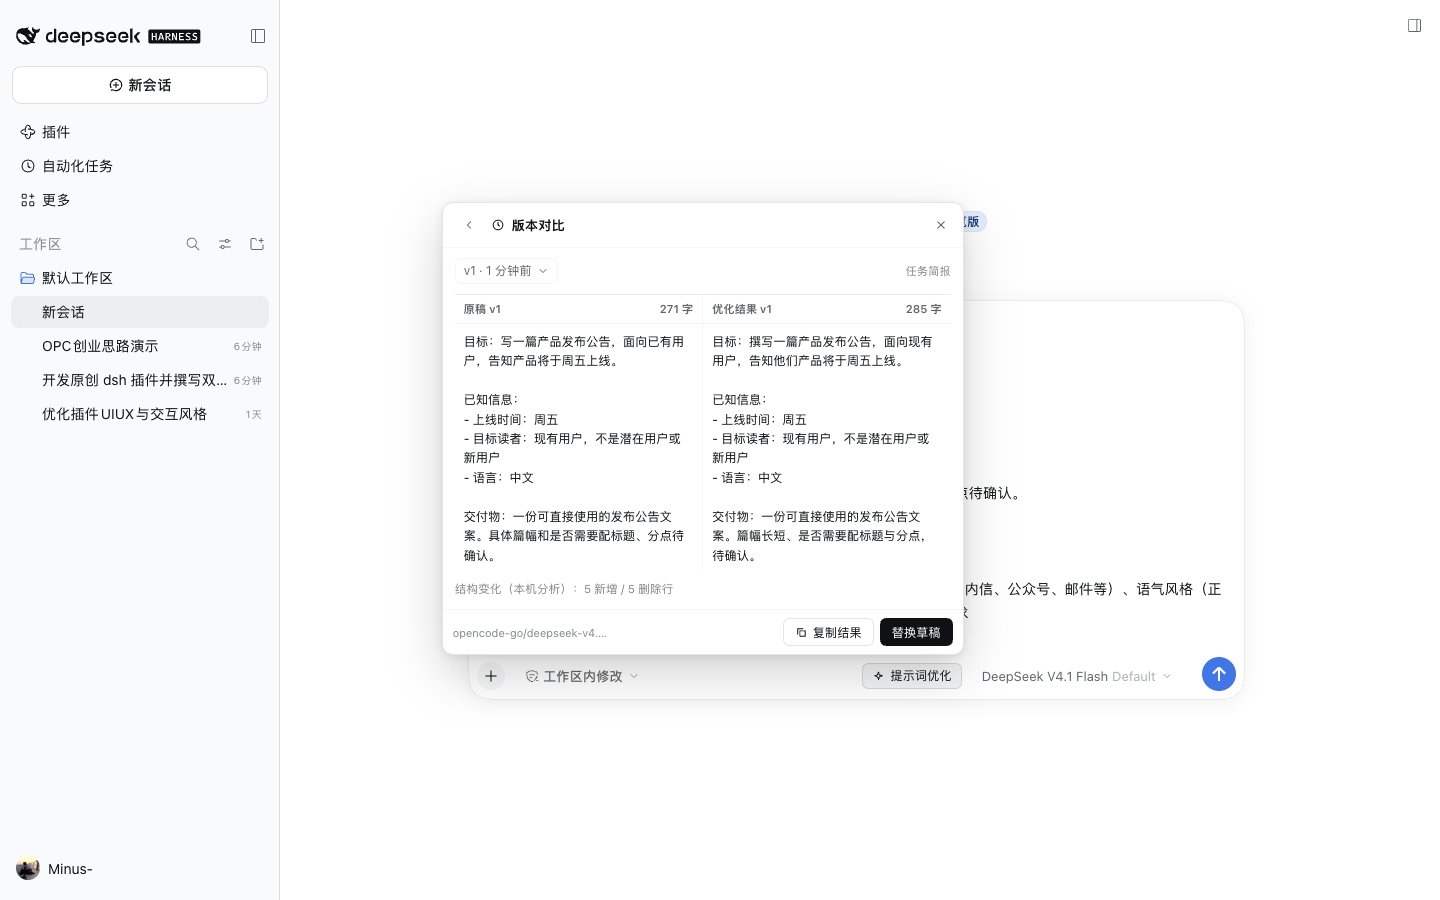 deepseek HARNESS
新会话
插件
自动化任务
更多
工作区
默认工作区
新会话
OPC创业思路演示 6分钟
开发原创 dsh 插件并撰写双... 6分钟
优化插件UIUX与交互风格 1天
Minus-
版
版本对比
v1 · 1 分钟前
任务简报
原稿 v1 271 字
目标：写一篇产品发布公告，面向已有用
户，告知产品将于周五上线。
已知信息：
- 上线时间：周五
- 目标读者：现有用户，不是潜在用户或
新用户
- 语言：中文
交付物：一份可直接使用的发布公告文
案。具体篇幅和是否需要配标题、分点待
确认。
优化结果 v1 285 字
目标：撰写一篇产品发布公告，面向现有
用户，告知他们产品将于周五上线。
已知信息：
- 上线时间：周五
- 目标读者：现有用户，不是潜在用户或
新用户
- 语言：中文
交付物：一份可直接使用的发布公告文
案。篇幅长短、是否需要配标题与分点，
待确认。
结构变化（本机分析）：5 新增 / 5 删除行
opencode-go/deepseek-v4....
复制结果
替换草稿
待确认。
内信、公众号、邮件等）、语气风格（正
工作区内修改
提示词优化
DeepSeek V4.1 Flash Default